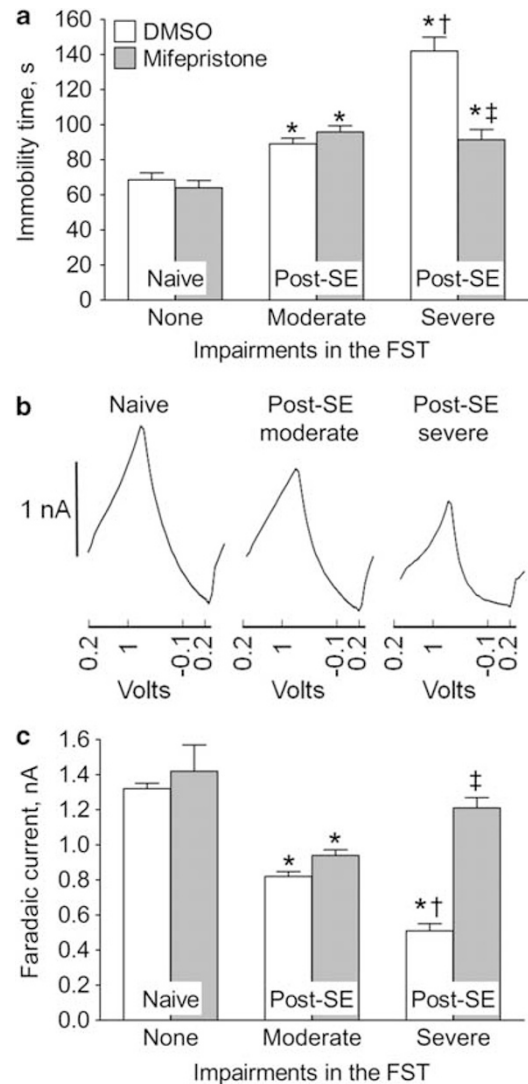 a
160
140
120
100
80
60
40
20
0
Immobility time, s
DMSO
Mifepristone
* * *† *‡
Naive Post-SE Post-SE
None Moderate Severe
Impairments in the FST
b
Naive Post-SE moderate Post-SE severe
1 nA
0.2 1 -0.1 0.2 0.2 1 -0.1 0.2 0.2 1 -0.1 0.2
Volts Volts Volts
c
1.6
1.4
1.2
1.0
0.8
0.6
0.4
0.2
0.0
Faradaic current, nA
* * *† ‡
Naive Post-SE Post-SE
None Moderate Severe
Impairments in the FST